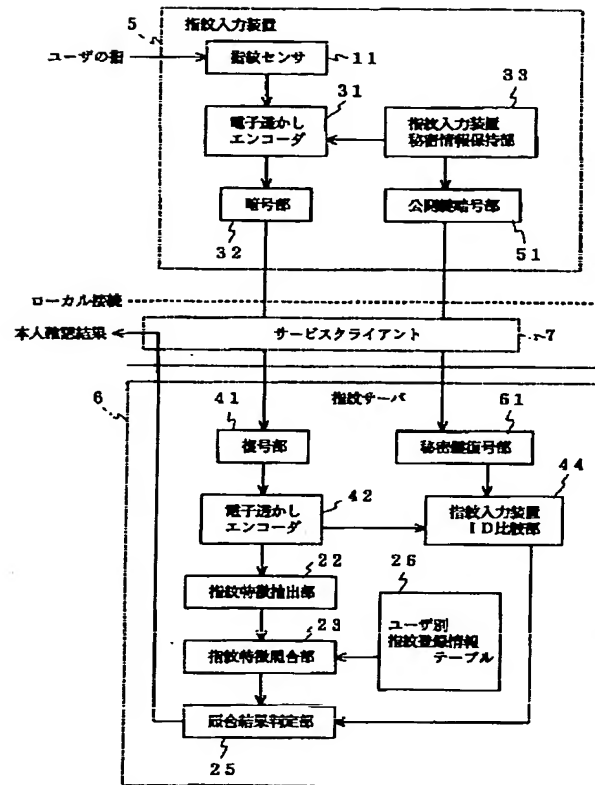 5
指紋入力装置
ユーザの指
指紋センサ
11
31
33
電子透かし
エンコーダ
指紋入力装置
秘密情報保持部
暗号部
公開鍵暗号部
32
51
ローカル接続
本人確認結果
サービスクライアント
7
6
指紋サーバ
41
61
復号部
秘密鍵復号部
44
42
電子透かし
エンコーダ
指紋入力装置
ID比較部
22
26
指紋特徴抽出部
23
ユーザ別
指紋登録情報
テーブル
指紋特徴照合部
照合結果判定部
25